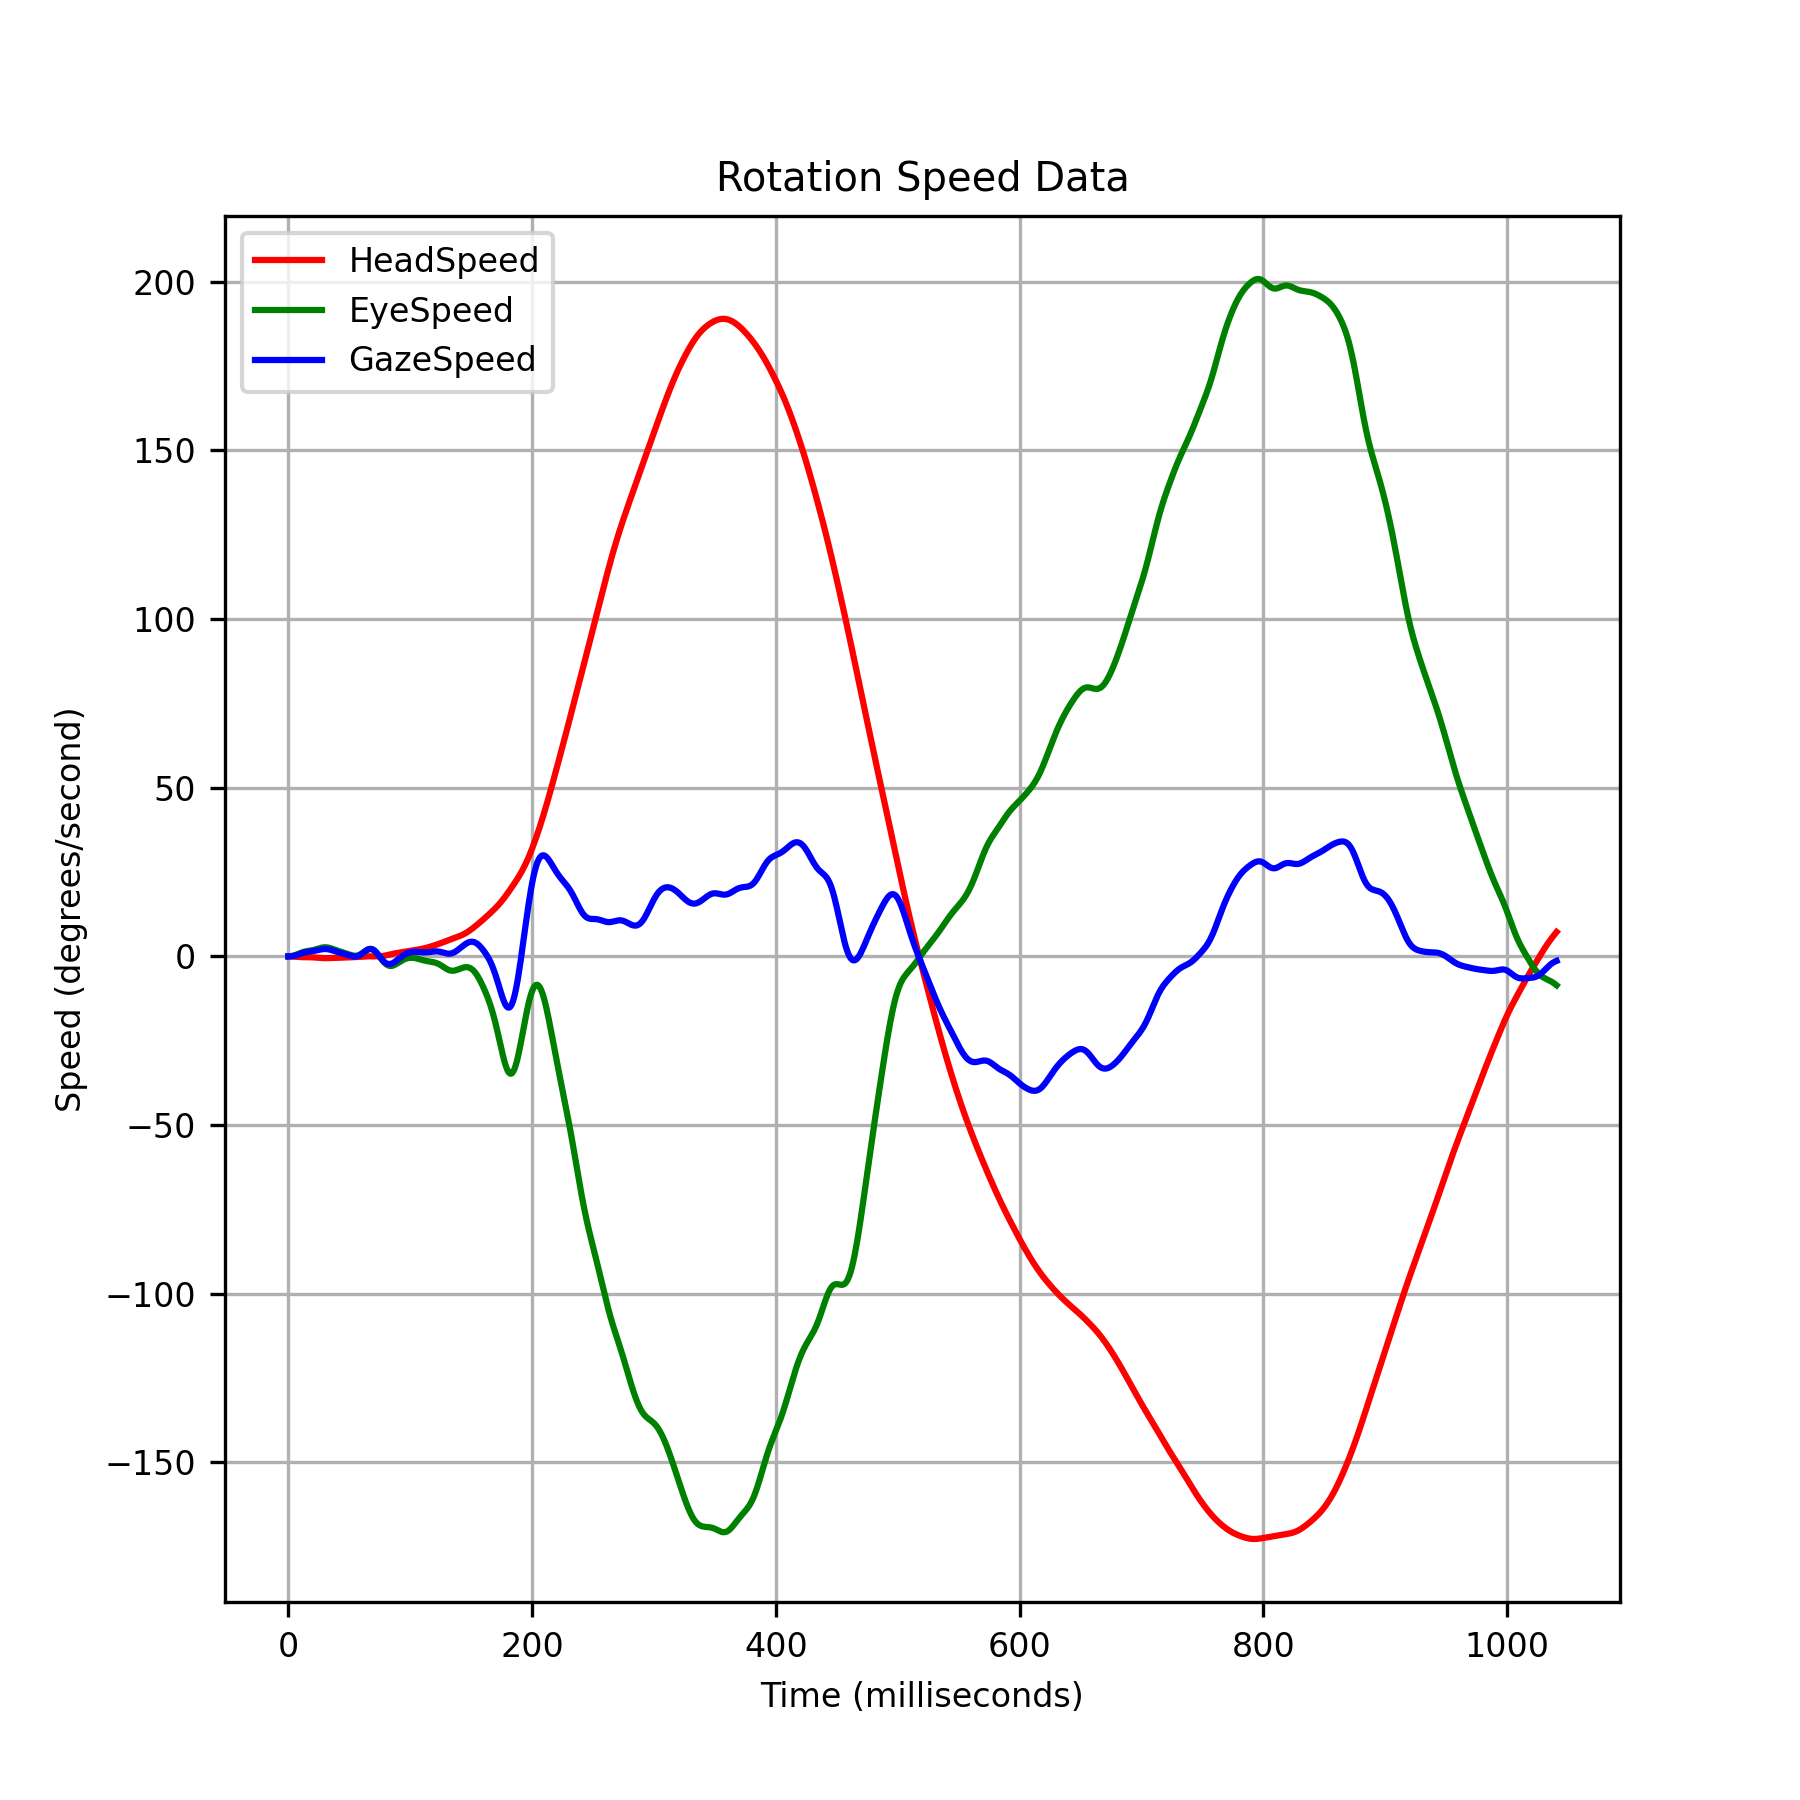 Rotation Speed Data
HeadSpeed
EyeSpeed
GazeSpeed
200
150
100
50
0
−50
−100
−150
Speed (degrees/second)
0 200 400 600 800 1000
Time (milliseconds)